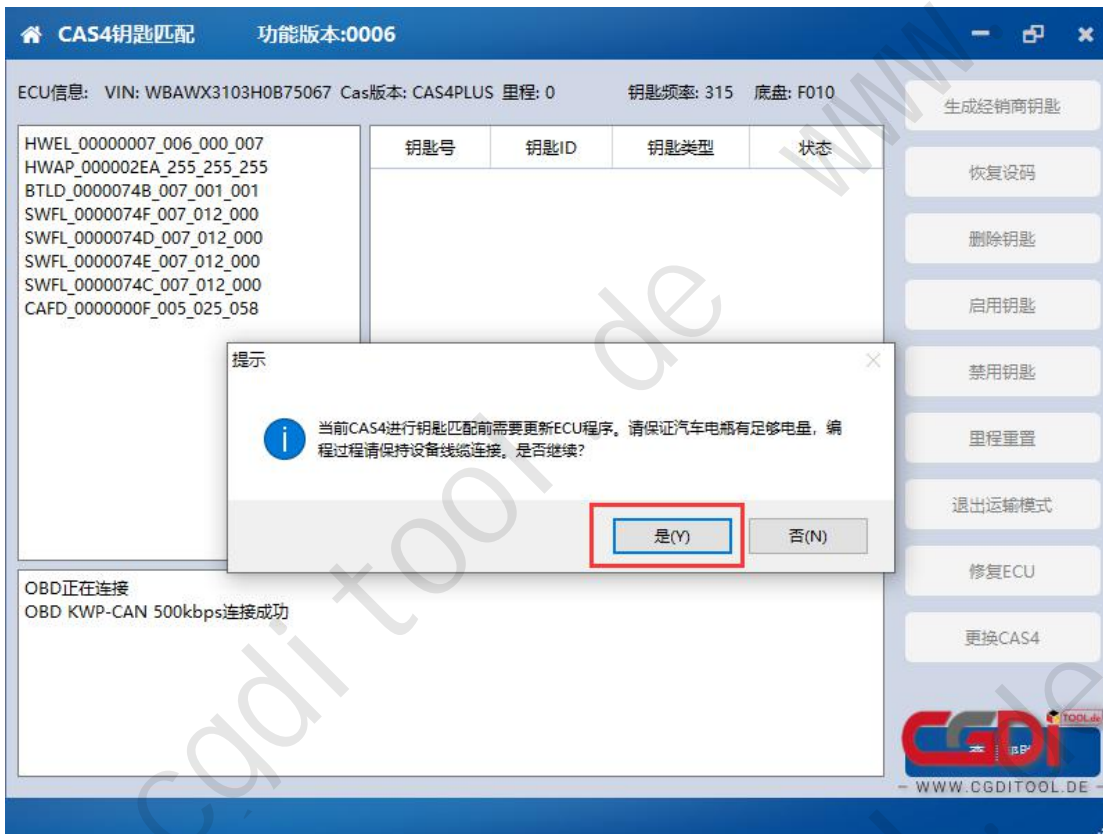 CAS4钥匙匹配 功能版本:0006
ECU信息: VIN: WBAWX3103H0B75067 Cas版本: CAS4PLUS 里程: 0 钥匙频率: 315 底盘: F010
HWEL_00000007_006_000_007
HWAP_000002EA_255_255_255
BTLD_0000074B_007_001_001
SWFL_0000074F_007_012_000
SWFL_0000074D_007_012_000
SWFL_0000074E_007_012_000
SWFL_0000074C_007_012_000
CAFD_0000000F_005_025_058
钥匙号 钥匙ID 钥匙类型 状态
生成经销商钥匙
恢复设码
删除钥匙
启用钥匙
禁用钥匙
里程重置
退出运输模式
修复ECU
更换CAS4
提示
当前CAS4进行钥匙匹配前需要更新ECU程序。请保证汽车电瓶有足够电量，编
程过程请保持设备线缆连接。是否继续?
是(Y) 否(N)
OBD正在连接
OBD KWP-CAN 500kbps连接成功
CGDI TOOL.de
- WWW.CGDITOOL.DE -
www.cgditool.de